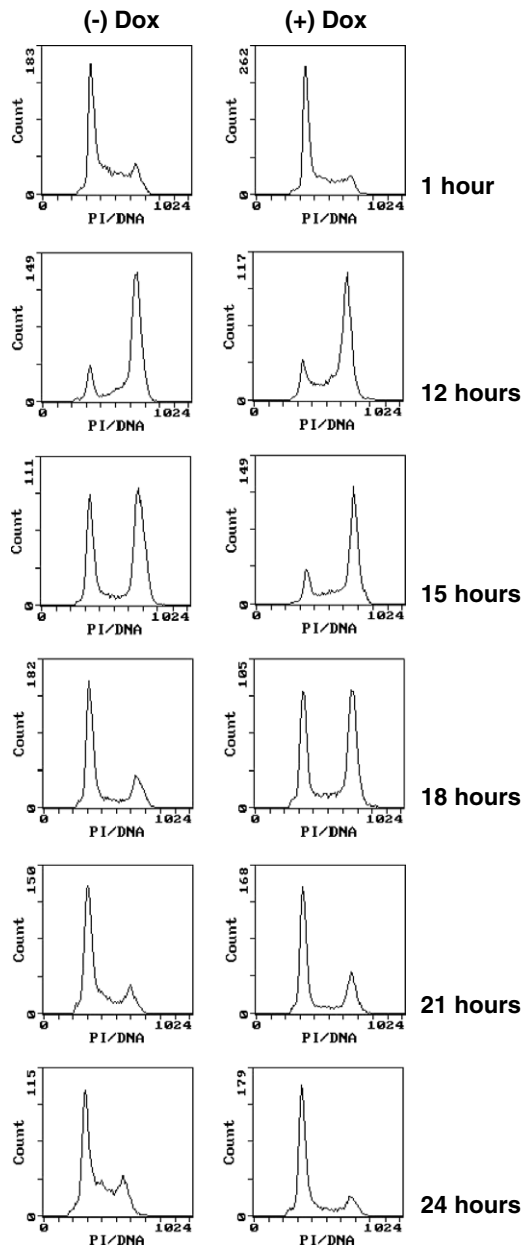 (-) Dox (+) Dox
183 Count 0 0 1024 PI/DNA
262 Count 0 0 1024 PI/DNA
1 hour
149 Count 0 0 1024 PI/DNA
117 Count 0 0 1024 PI/DNA
12 hours
111 Count 0 0 1024 PI/DNA
149 Count 0 0 1024 PI/DNA
15 hours
182 Count 0 0 1024 PI/DNA
105 Count 0 0 1024 PI/DNA
18 hours
150 Count 0 0 1024 PI/DNA
168 Count 0 0 1024 PI/DNA
21 hours
115 Count 0 0 1024 PI/DNA
179 Count 0 0 1024 PI/DNA
24 hours